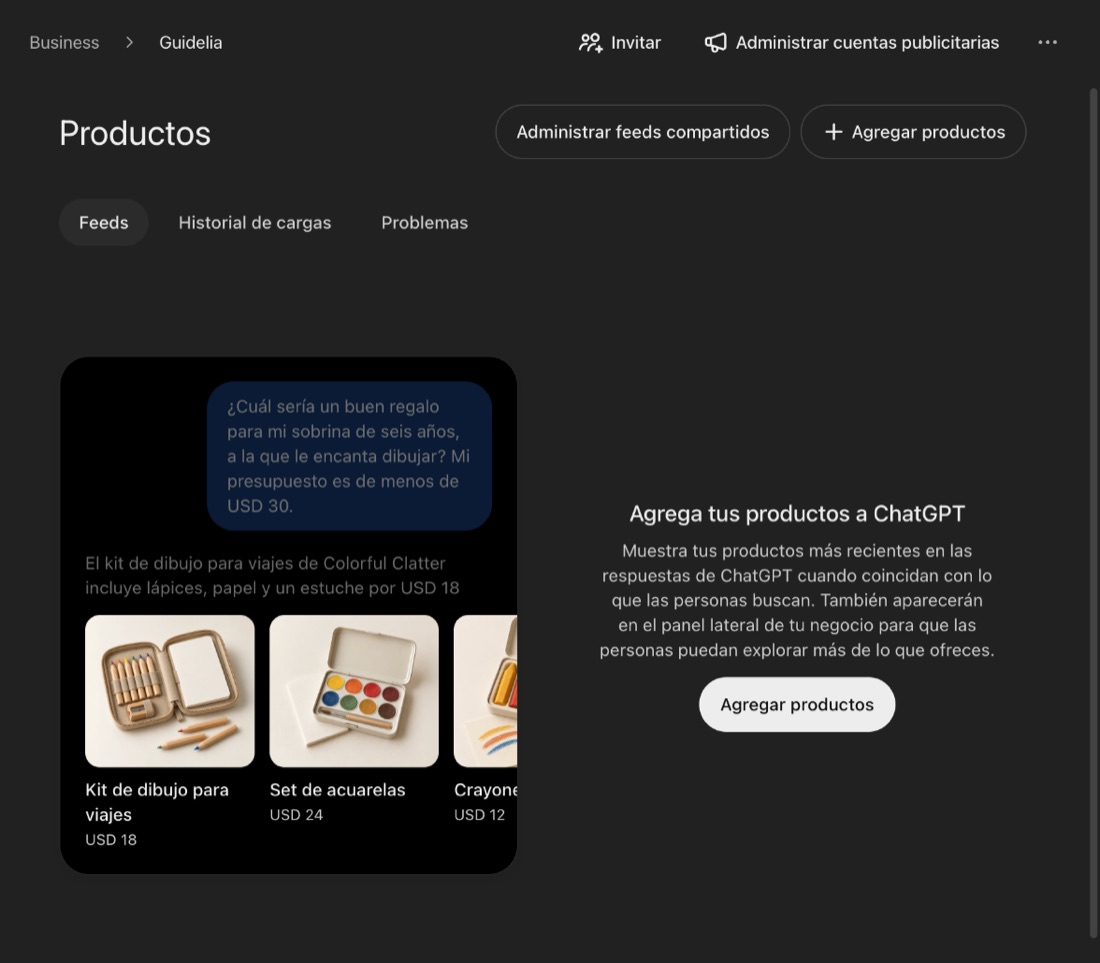 Business > Guidelia
Invitar
Administrar cuentas publicitarias
Productos
Administrar feeds compartidos
+ Agregar productos
Feeds
Historial de cargas
Problemas
¿Cuál sería un buen regalo
para mi sobrina de seis años,
a la que le encanta dibujar? Mi
presupuesto es de menos de
USD 30.
El kit de dibujo para viajes de Colorful Clatter
incluye lápices, papel y un estuche por USD 18
Kit de dibujo para
viajes
USD 18
Set de acuarelas
USD 24
Crayone
USD 12
Agrega tus productos a ChatGPT
Muestra tus productos más recientes en las
respuestas de ChatGPT cuando coincidan con lo
que las personas buscan. También aparecerán
en el panel lateral de tu negocio para que las
personas puedan explorar más de lo que ofreces.
Agregar productos